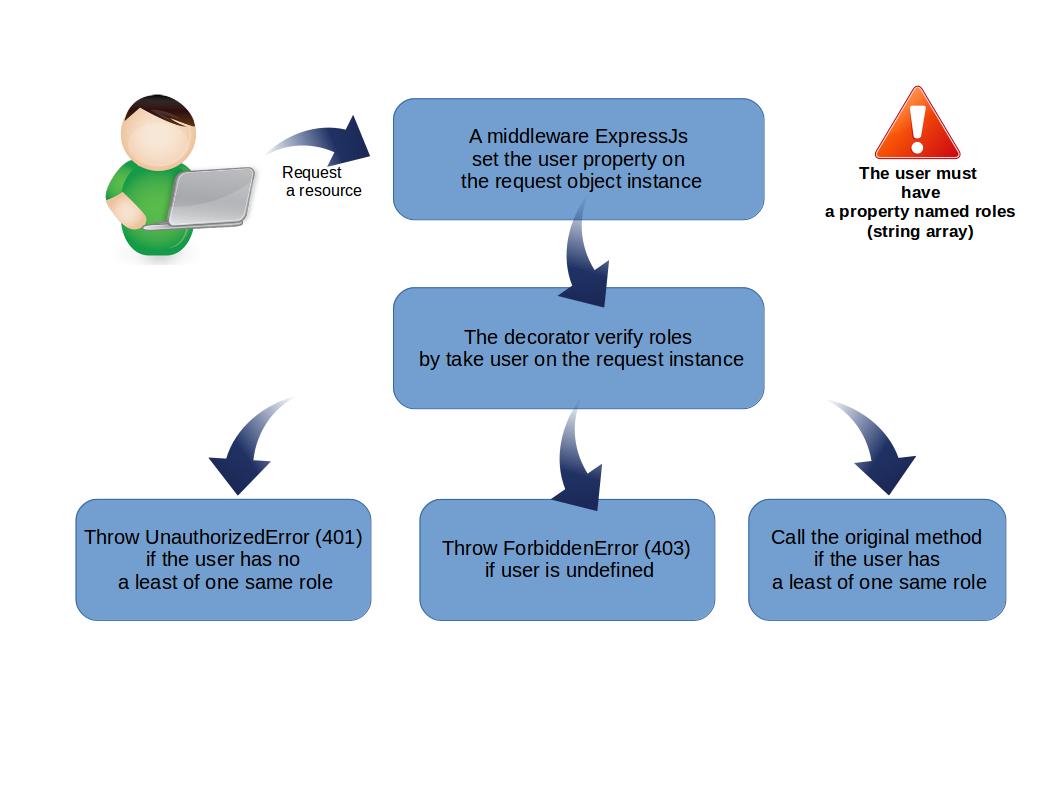 Request
a resource
A middleware ExpressJs
set the user property on
the request object instance
The user must
have
a property named roles
(string array)
The decorator verify roles
by take user on the request instance
Throw UnauthorizedError (401)
if the user has no
a least of one same role
Throw ForbiddenError (403)
if user is undefined
Call the original method
if the user has
a least of one same role